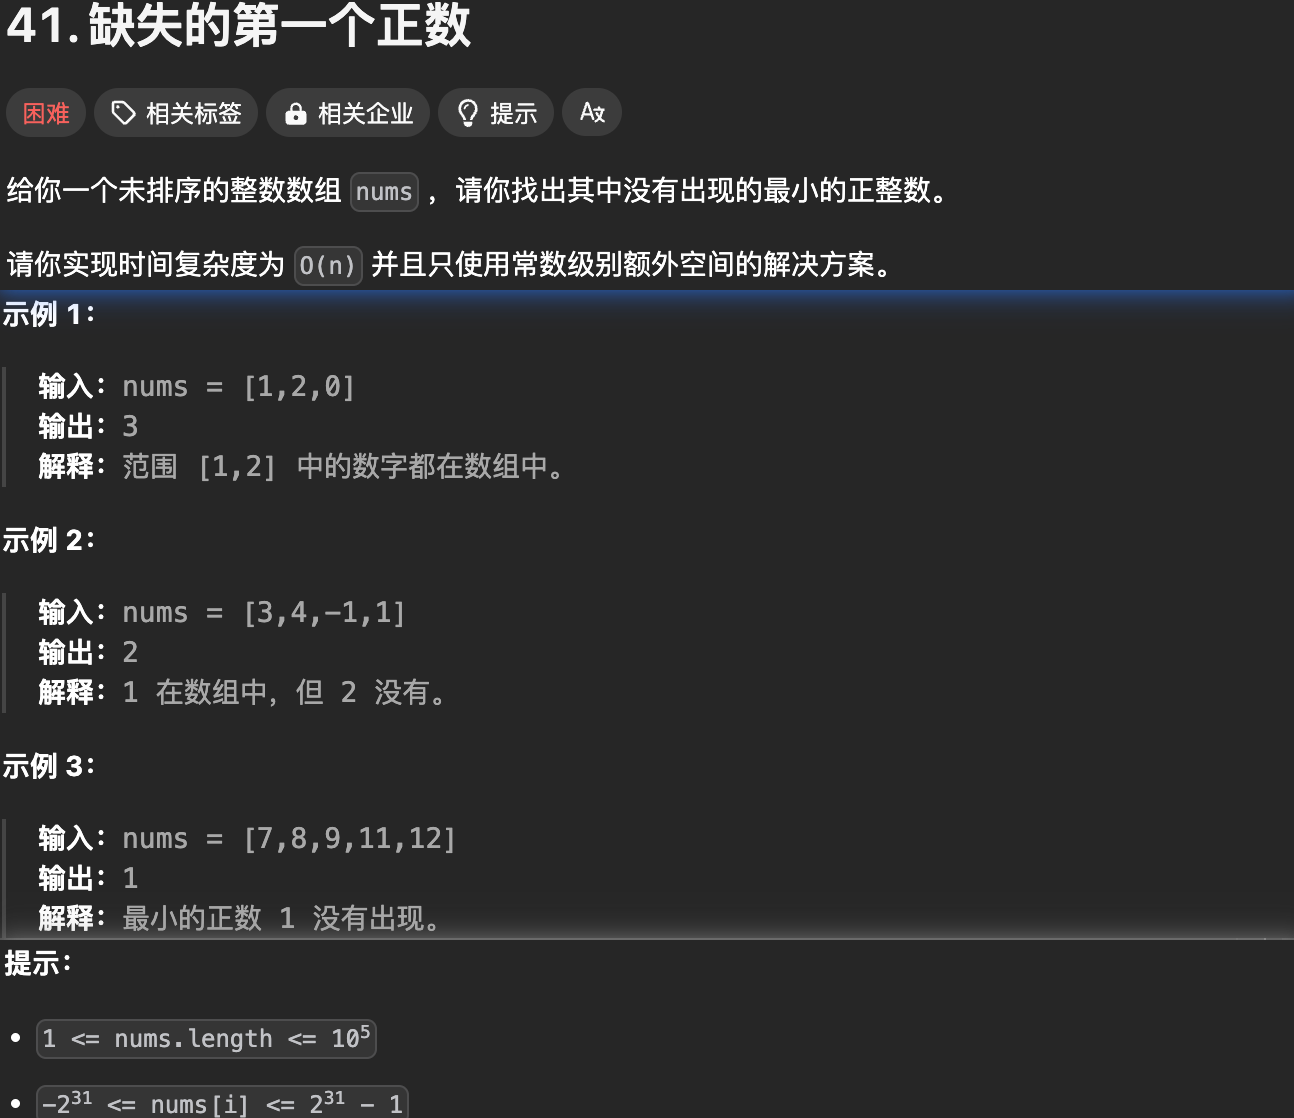 41. 缺失的第一个正数
困难 相关标签 相关企业 提示 A文
给你一个未排序的整数数组 nums ，请你找出其中没有出现的最小的正整数。
请你实现时间复杂度为 O(n) 并且只使用常数级别额外空间的解决方案。
示例 1：
输入：nums = [1,2,0]
输出：3
解释：范围 [1,2] 中的数字都在数组中。
示例 2：
输入：nums = [3,4,-1,1]
输出：2
解释：1 在数组中，但 2 没有。
示例 3：
输入：nums = [7,8,9,11,12]
输出：1
解释：最小的正数 1 没有出现。
提示：
• 1 <= nums.length <= 10⁵
• -2³¹ <= nums[i] <= 2³¹ - 1